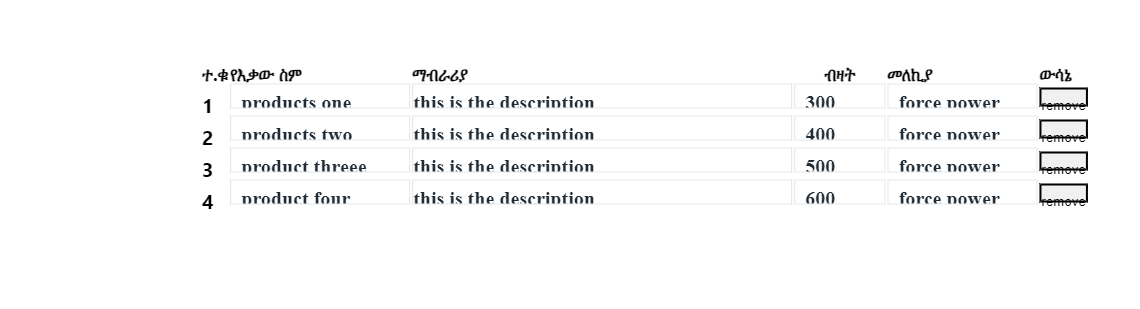 ተ.ቁ የእቃው ስም ማብራሪያ ብዛት መለኪያ ውሳኔ
1 products one this is the description 300 force power remove
2 products two this is the description 400 force power remove
3 product threee this is the description 500 force power remove
4 product four this is the description 600 force power remove